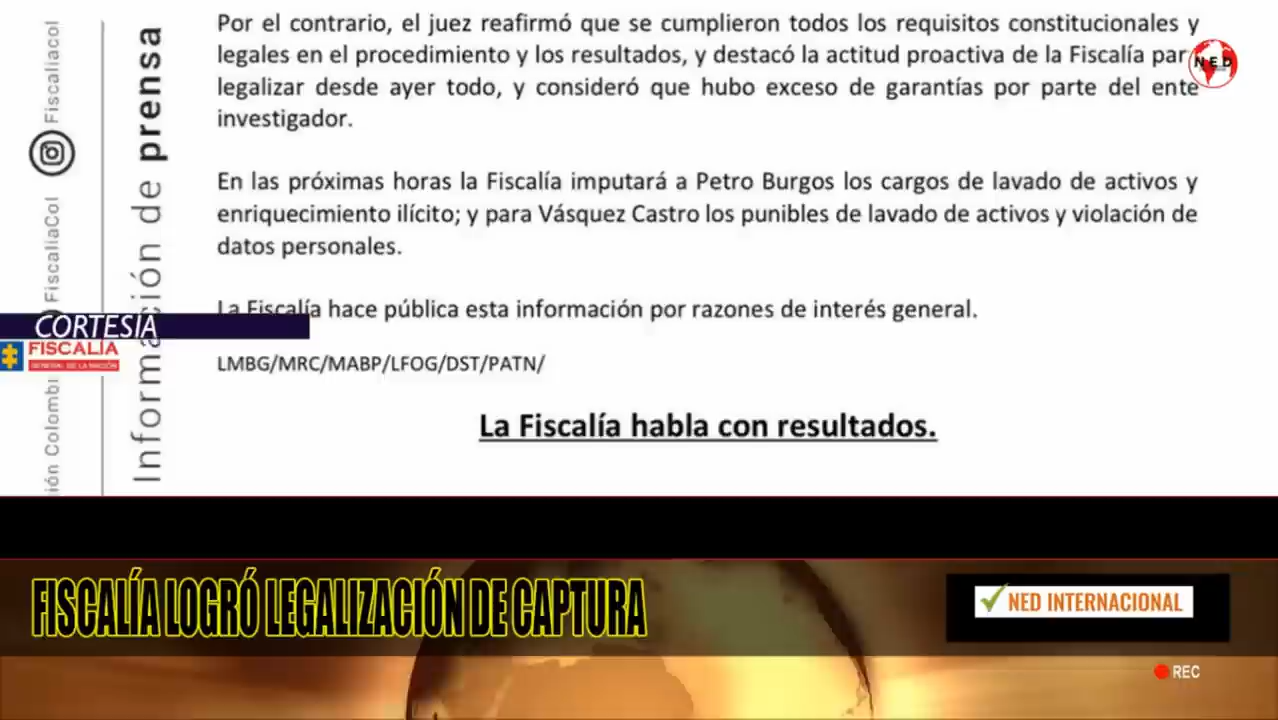 Por el contrario, el juez reafirmó que se cumplieron todos los requisitos constitucionales y
legales en el procedimiento y los resultados, y destacó la actitud proactiva de la Fiscalía para
legalizar desde ayer todo, y consideró que hubo exceso de garantías por parte del ente
investigador.
En las próximas horas la Fiscalía imputará a Petro Burgos los cargos de lavado de activos y
enriquecimiento ilícito; y para Vásquez Castro los punibles de lavado de activos y violación de
datos personales.
La Fiscalía hace pública esta información por razones de interés general.
LMBG/MRC/MABP/LFOG/DST/PATN/
La Fiscalía habla con resultados.
Fiscaliacol
FiscaliaCol
ión Colombi
Información de prensa
NED
CORTESÍA
FISCALÍA
GENERAL DE LA NACIÓN
FISCALÍA LOGRÓ LEGALIZACIÓN DE CAPTURA
NED INTERNACIONAL
REC